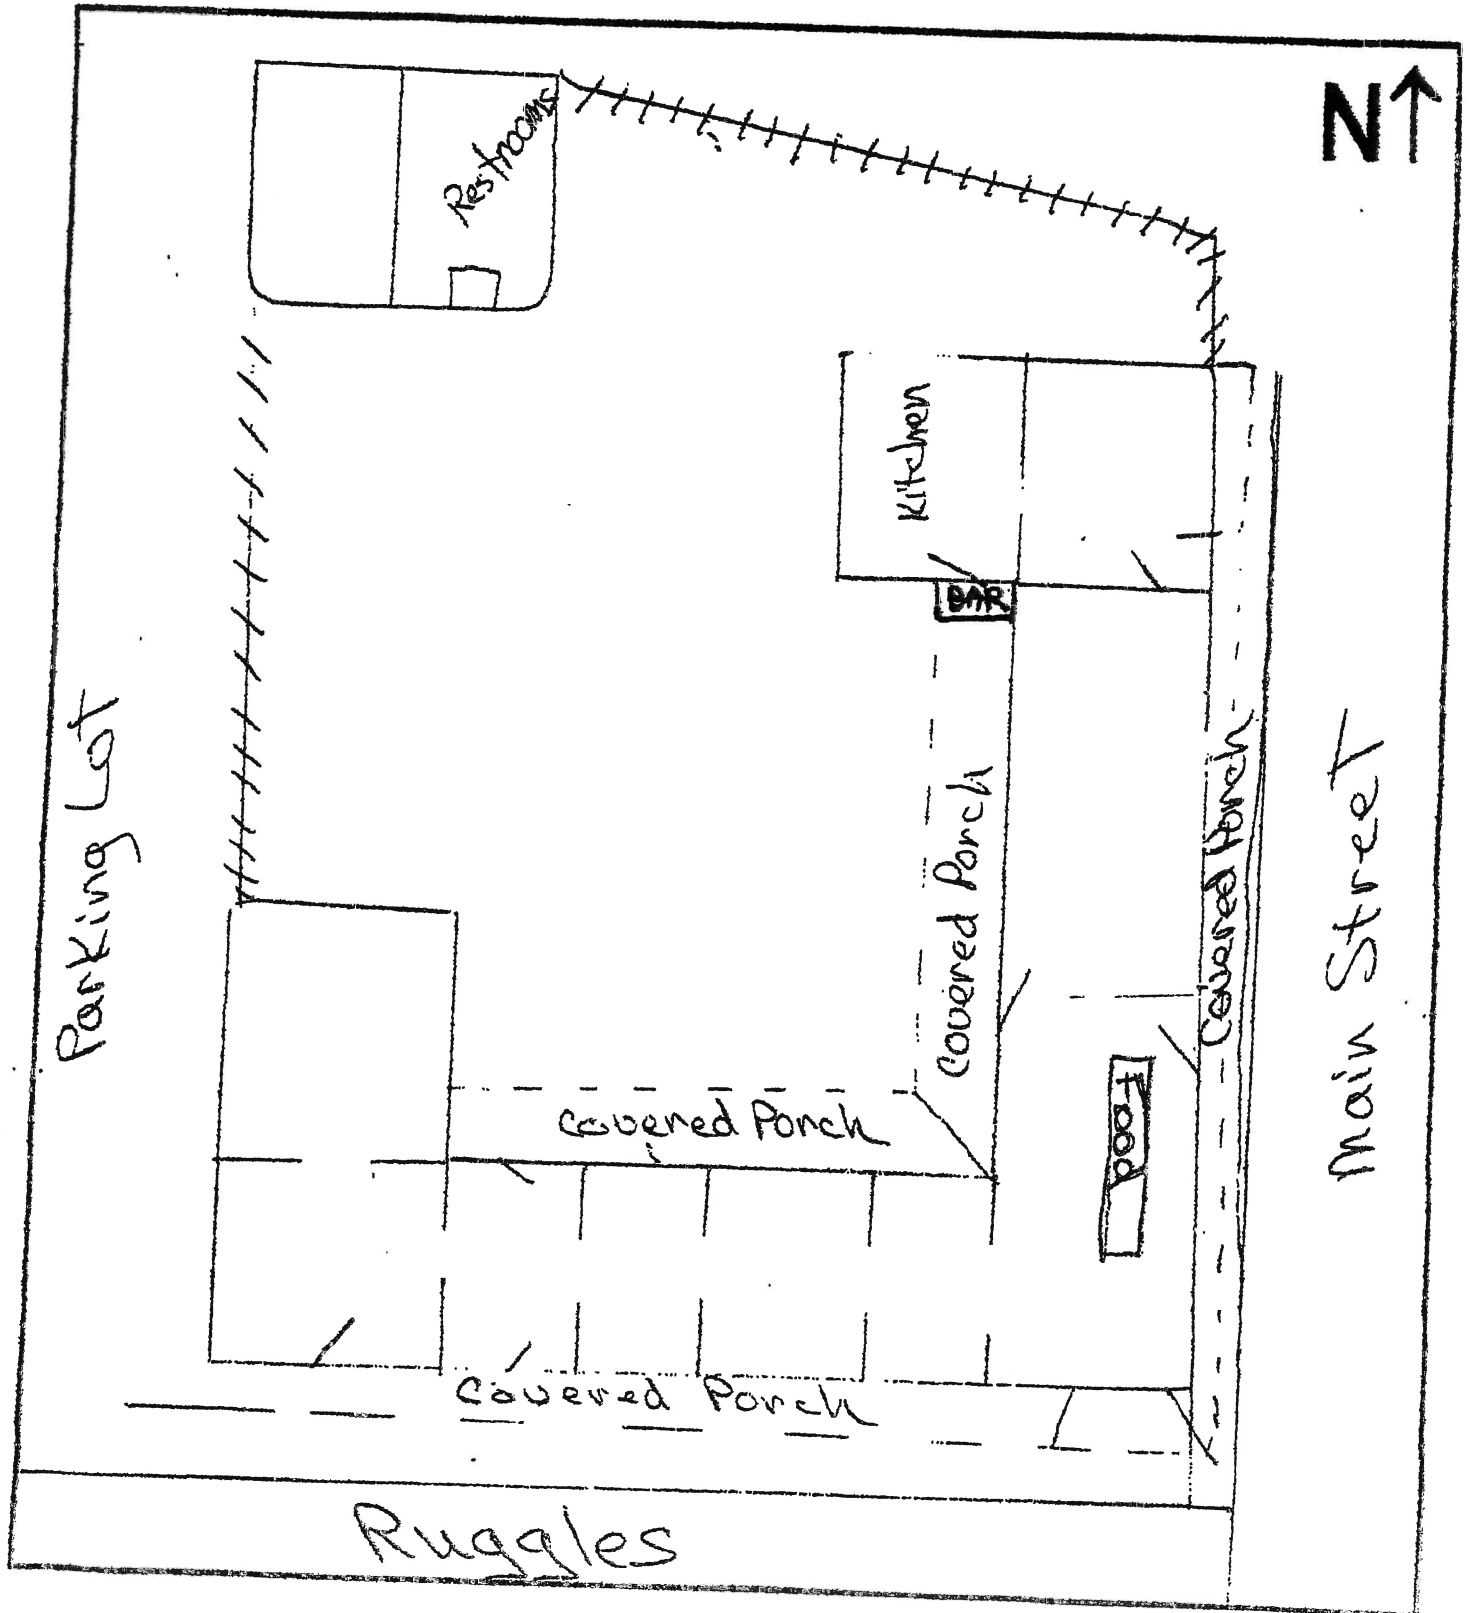 N
Restrooms
Kitchen
BAR
Parking Lot
Covered Porch
Covered Porch
Main Street
Food
covered Porch
Covered Porch
Ruggles